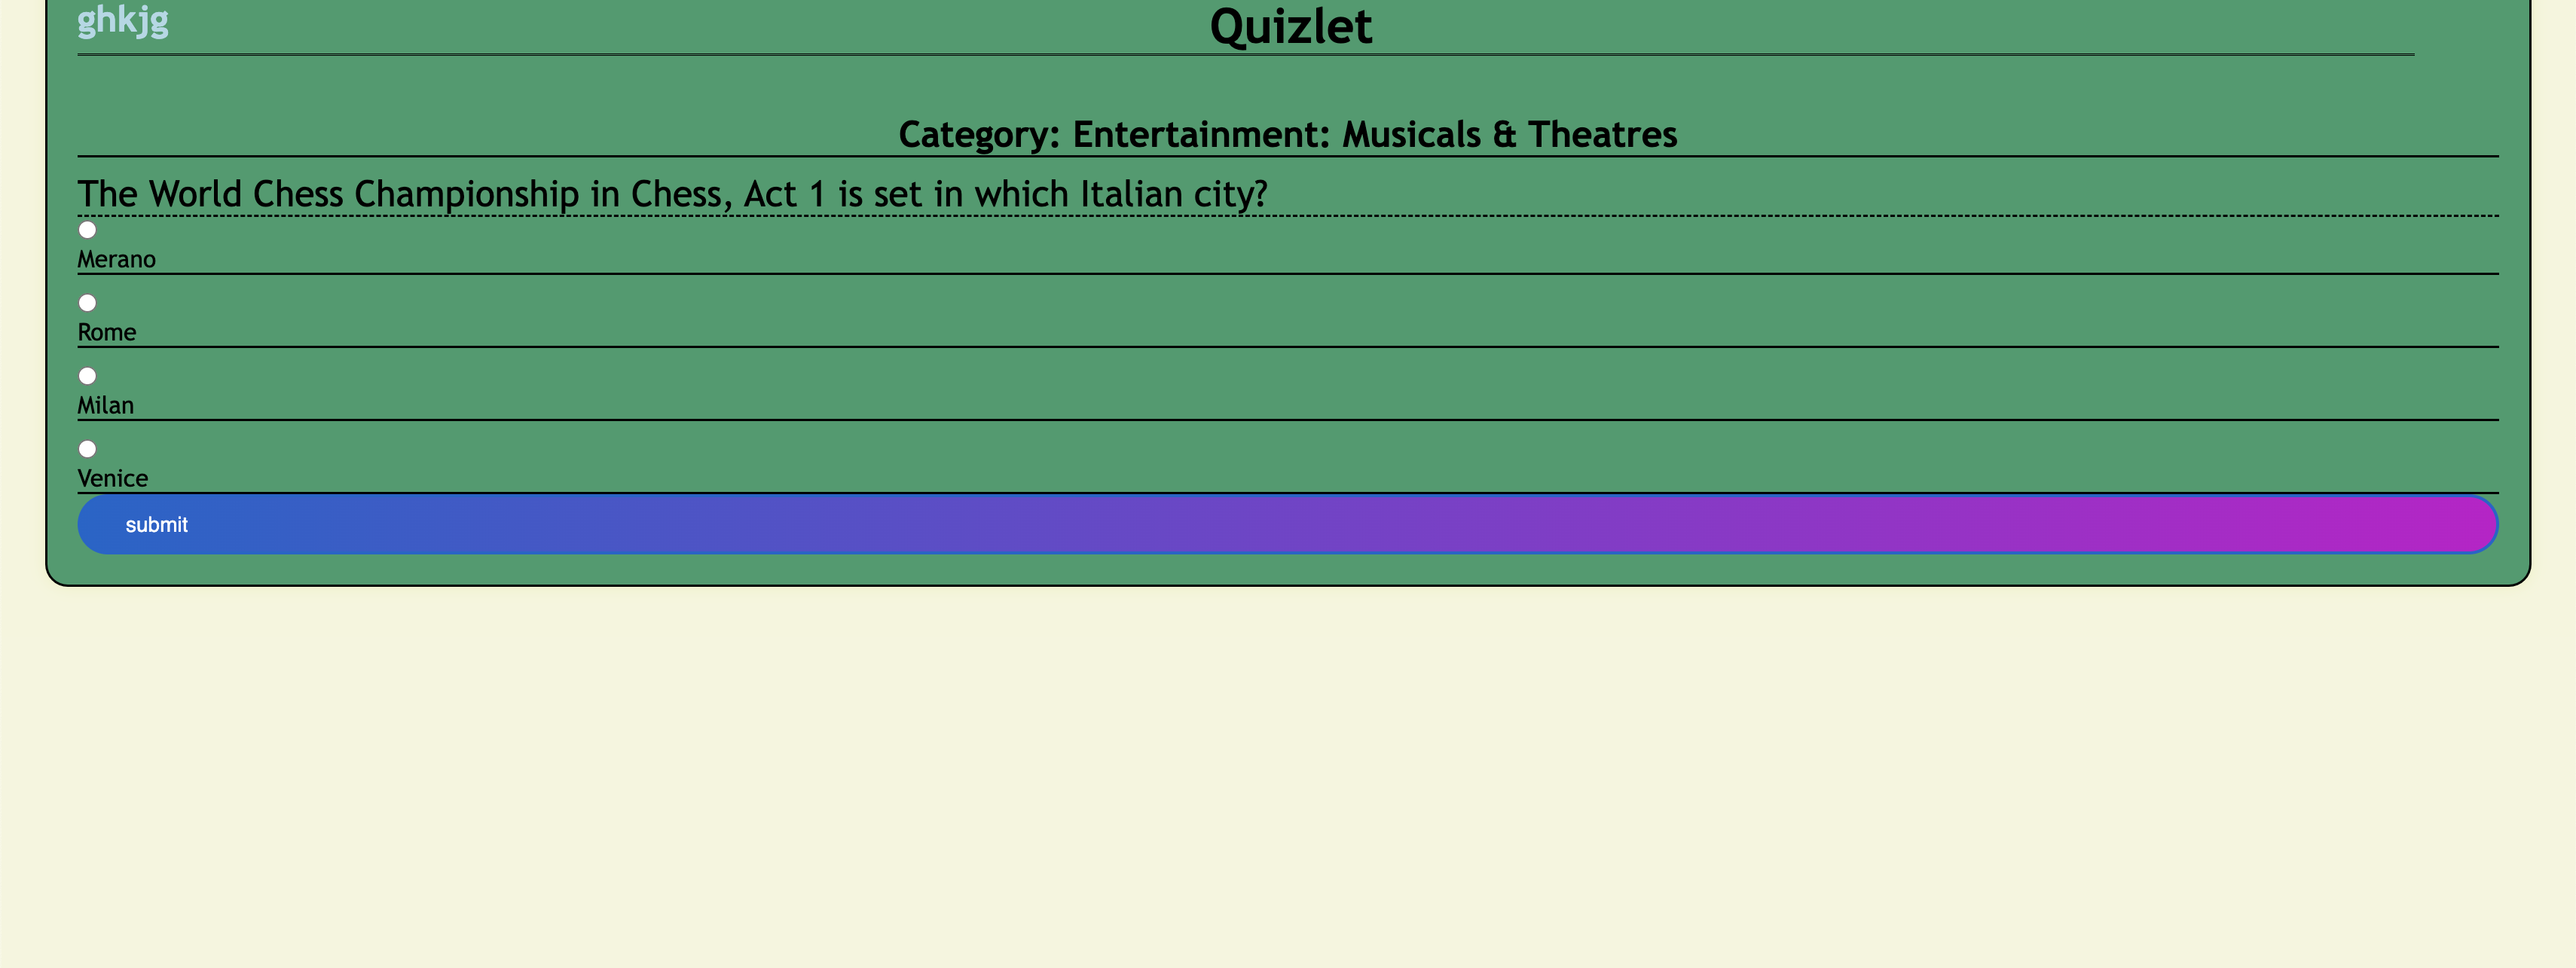 ghkjg
Quizlet
Category: Entertainment: Musicals & Theatres
The World Chess Championship in Chess, Act 1 is set in which Italian city?
Merano
Rome
Milan
Venice
submit